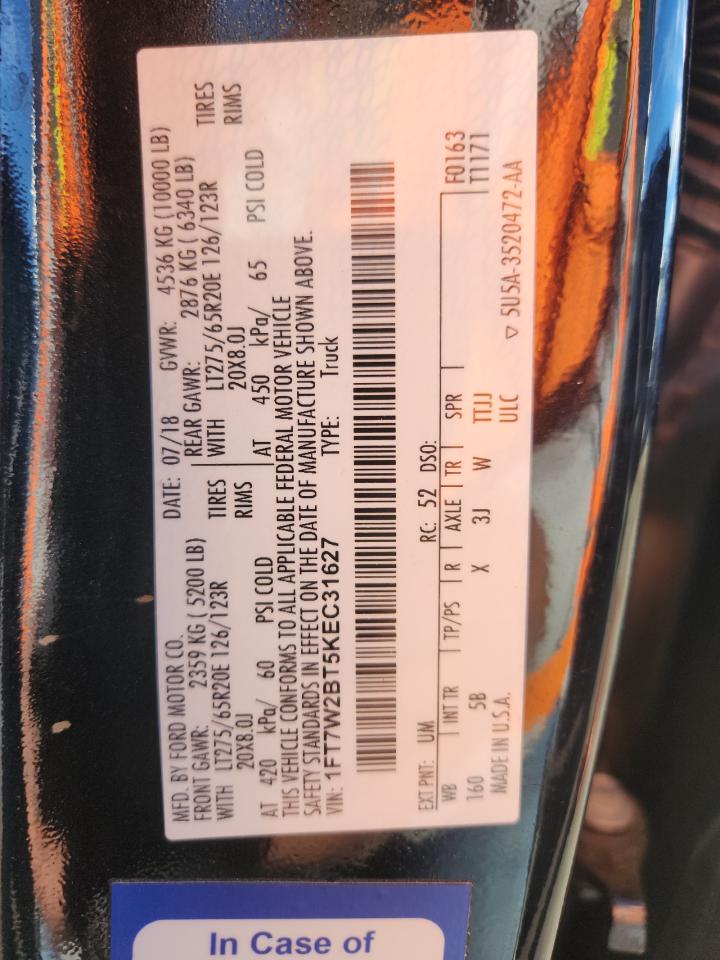 MFD. BY FORD MOTOR CO.
DATE: 07/18 GVWR: 4536 KG (10000 LB)
FRONT GAWR: 2359 KG ( 5200 LB) REAR GAWR: 2876 KG ( 6340 LB)
WITH LT275/65R20E 126/123R TIRES WITH LT275/65R20E 126/123R TIRES
20X8.0J RIMS 20X8.0J RIMS
AT 420 kPa/ 60 PSI COLD AT 450 kPa/ 65 PSI COLD
THIS VEHICLE CONFORMS TO ALL APPLICABLE FEDERAL MOTOR VEHICLE
SAFETY STANDARDS IN EFFECT ON THE DATE OF MANUFACTURE SHOWN ABOVE.
VIN: 1FT7W2BT5KEC31627 TYPE: Truck
EXT PNT: UM RC: 52 DSO:
WB INT TR TP/PS R AXLE TR SPR F0163
160 5B X 3J W TTJJ T1171
MADE IN U.S.A. ULC
▽ 5U5A-3520472-AA
In Case of